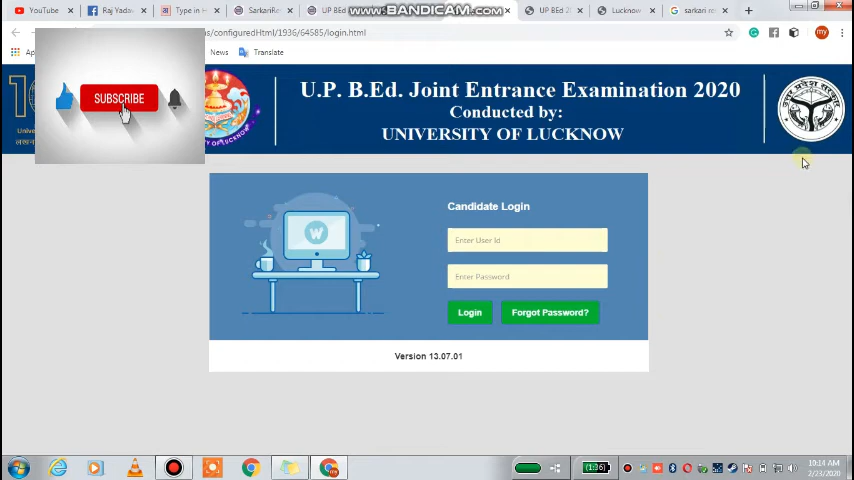 YouTube
Raj Yadav
Type in H
SarkariRe
UP BEd
www.BANDICAM.com
UP BEd 2
Lucknow
sarkari re
/configuredHtml/1936/64585/login.html
News
Translate
SUBSCRIBE
U.P. B.Ed. Joint Entrance Examination 2020
Conducted by:
UNIVERSITY OF LUCKNOW
Candidate Login
Enter User Id
Enter Password
Login
Forgot Password?
Version 13.07.01
(1:36)
10:14 AM
2/23/2020